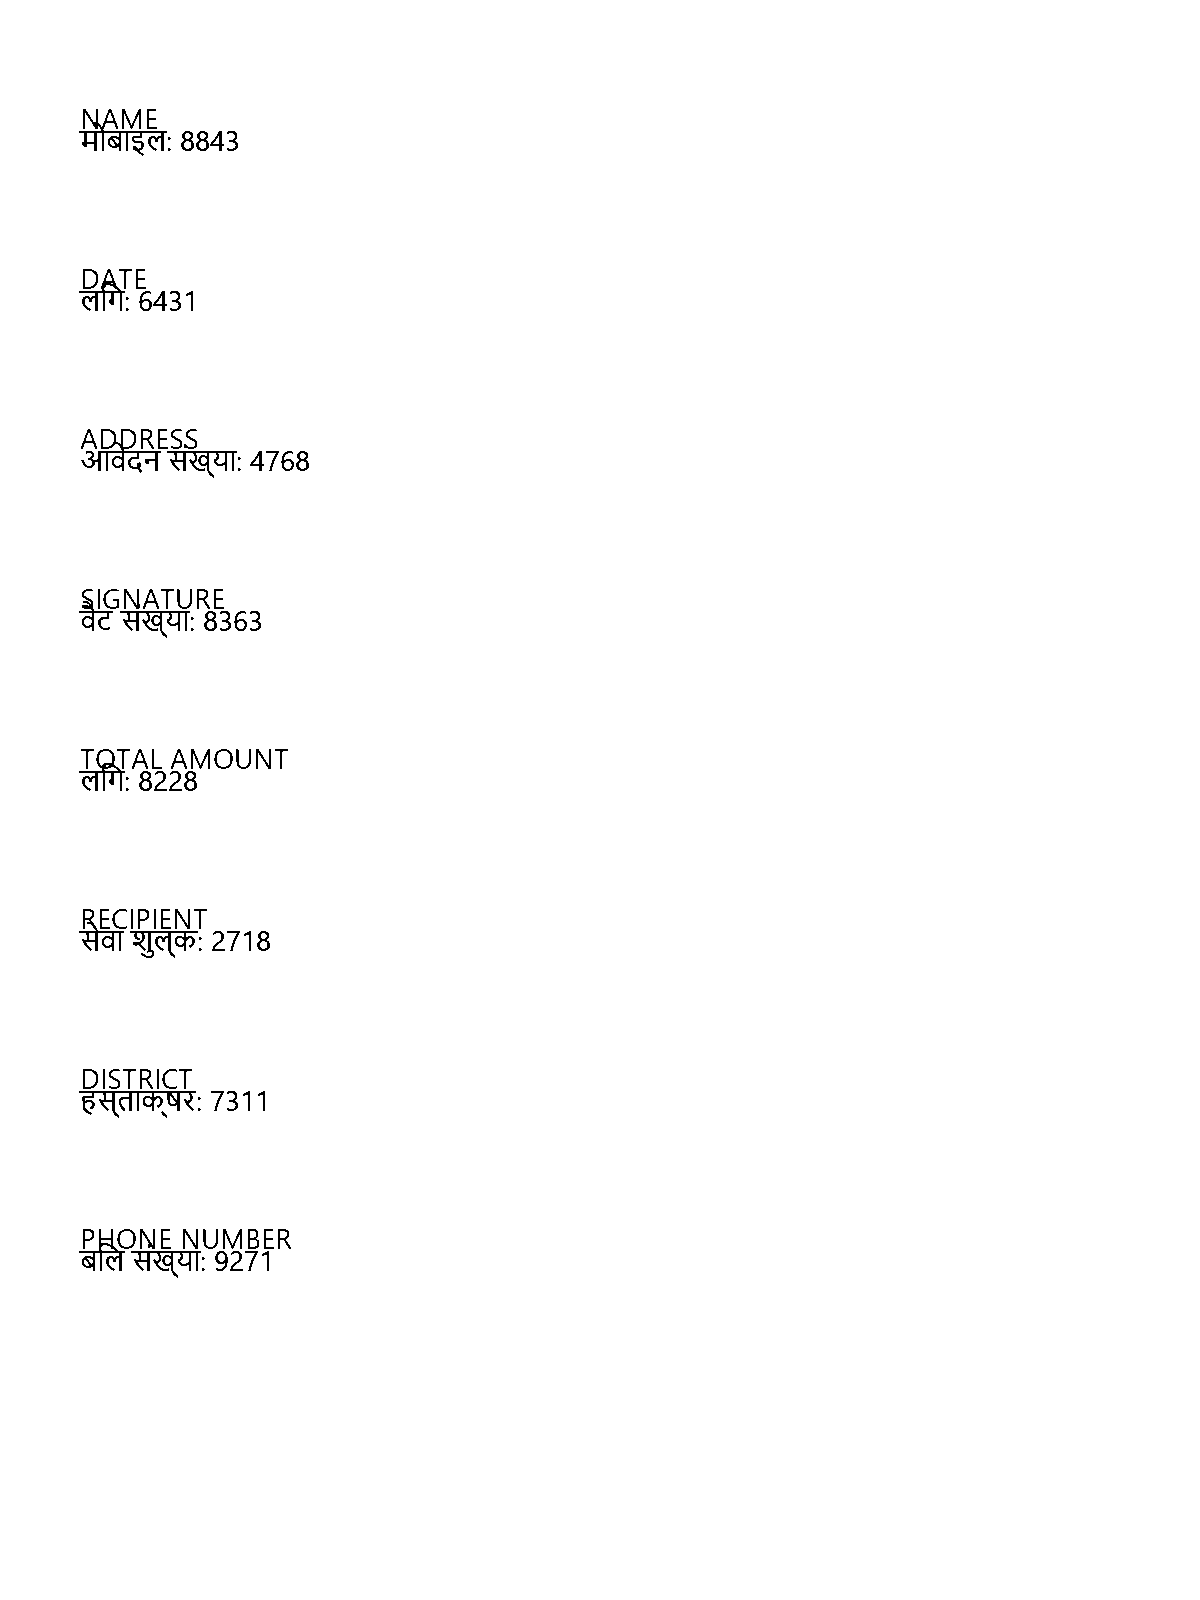 NAME
मोबाइल: 8843
DATE
लिंग: 6431
ADDRESS
आवेदन संख्या: 4768
SIGNATURE
वैट संख्या: 8363
TOTAL AMOUNT
लिंग: 8228
RECIPIENT
सेवा शुल्क: 2718
DISTRICT
हस्ताक्षर: 7311
PHONE NUMBER
बिल संख्या: 9271